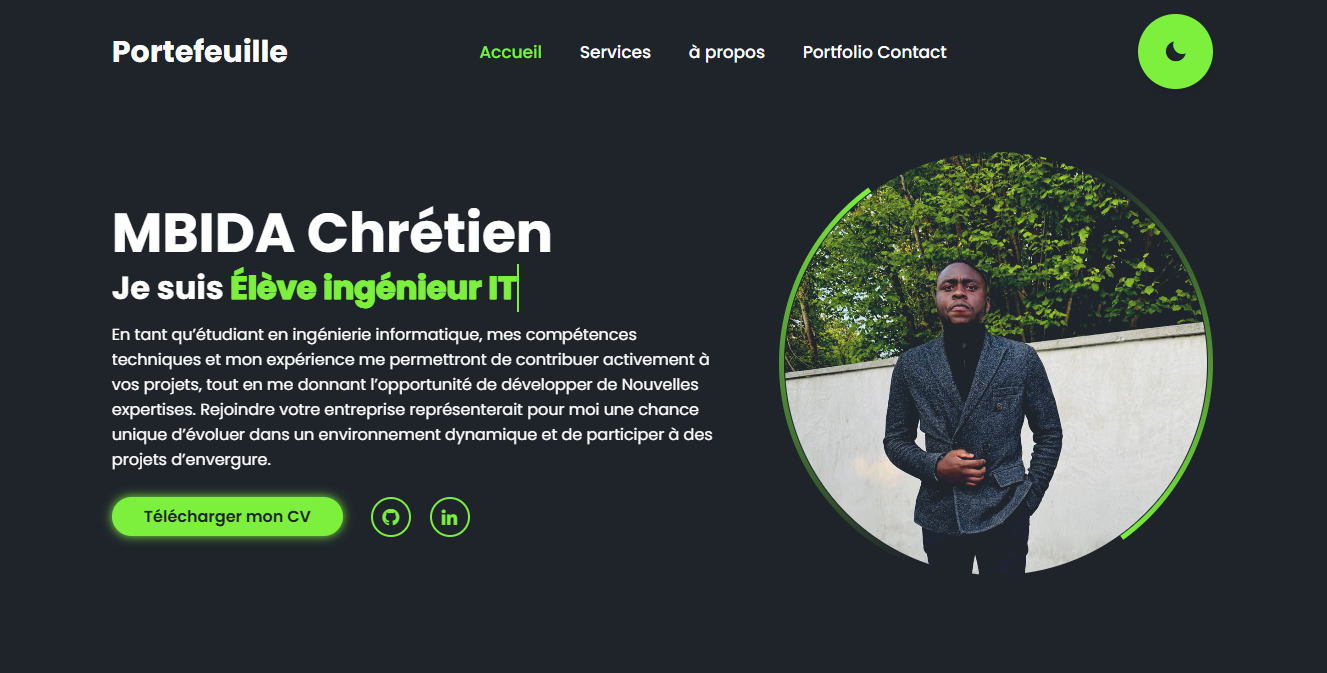 Portefeuille
Accueil Services à propos Portfolio Contact
MBIDA Chrétien
Je suis Élève ingénieur IT
En tant qu’étudiant en ingénierie informatique, mes compétences
techniques et mon expérience me permettront de contribuer activement à
vos projets, tout en me donnant l’opportunité de développer de Nouvelles
expertises. Rejoindre votre entreprise représenterait pour moi une chance
unique d’évoluer dans un environnement dynamique et de participer à des
projets d’envergure.
Télécharger mon CV
in